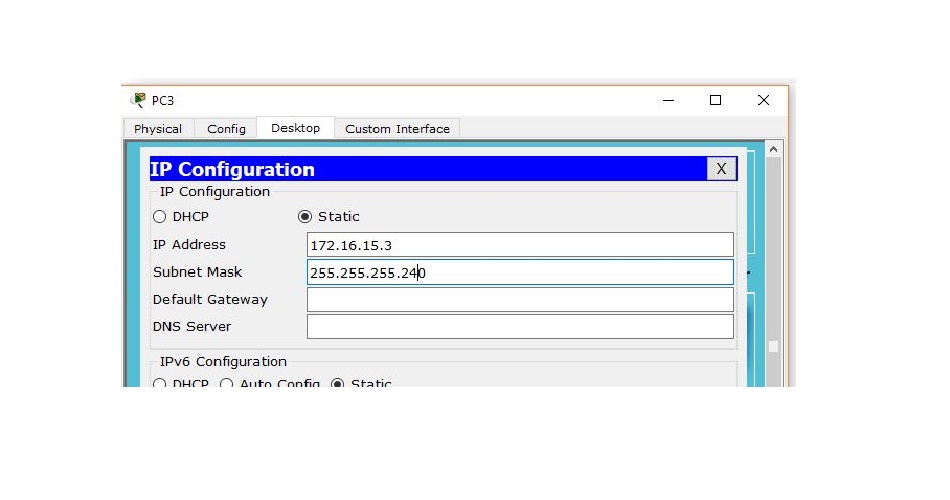 PC3
Physical Config Desktop Custom Interface
IP Configuration X
IP Configuration
DHCP Static
IP Address 172.16.15.3
Subnet Mask 255.255.255.240
Default Gateway
DNS Server
IPv6 Configuration
DHCP Auto Config Static